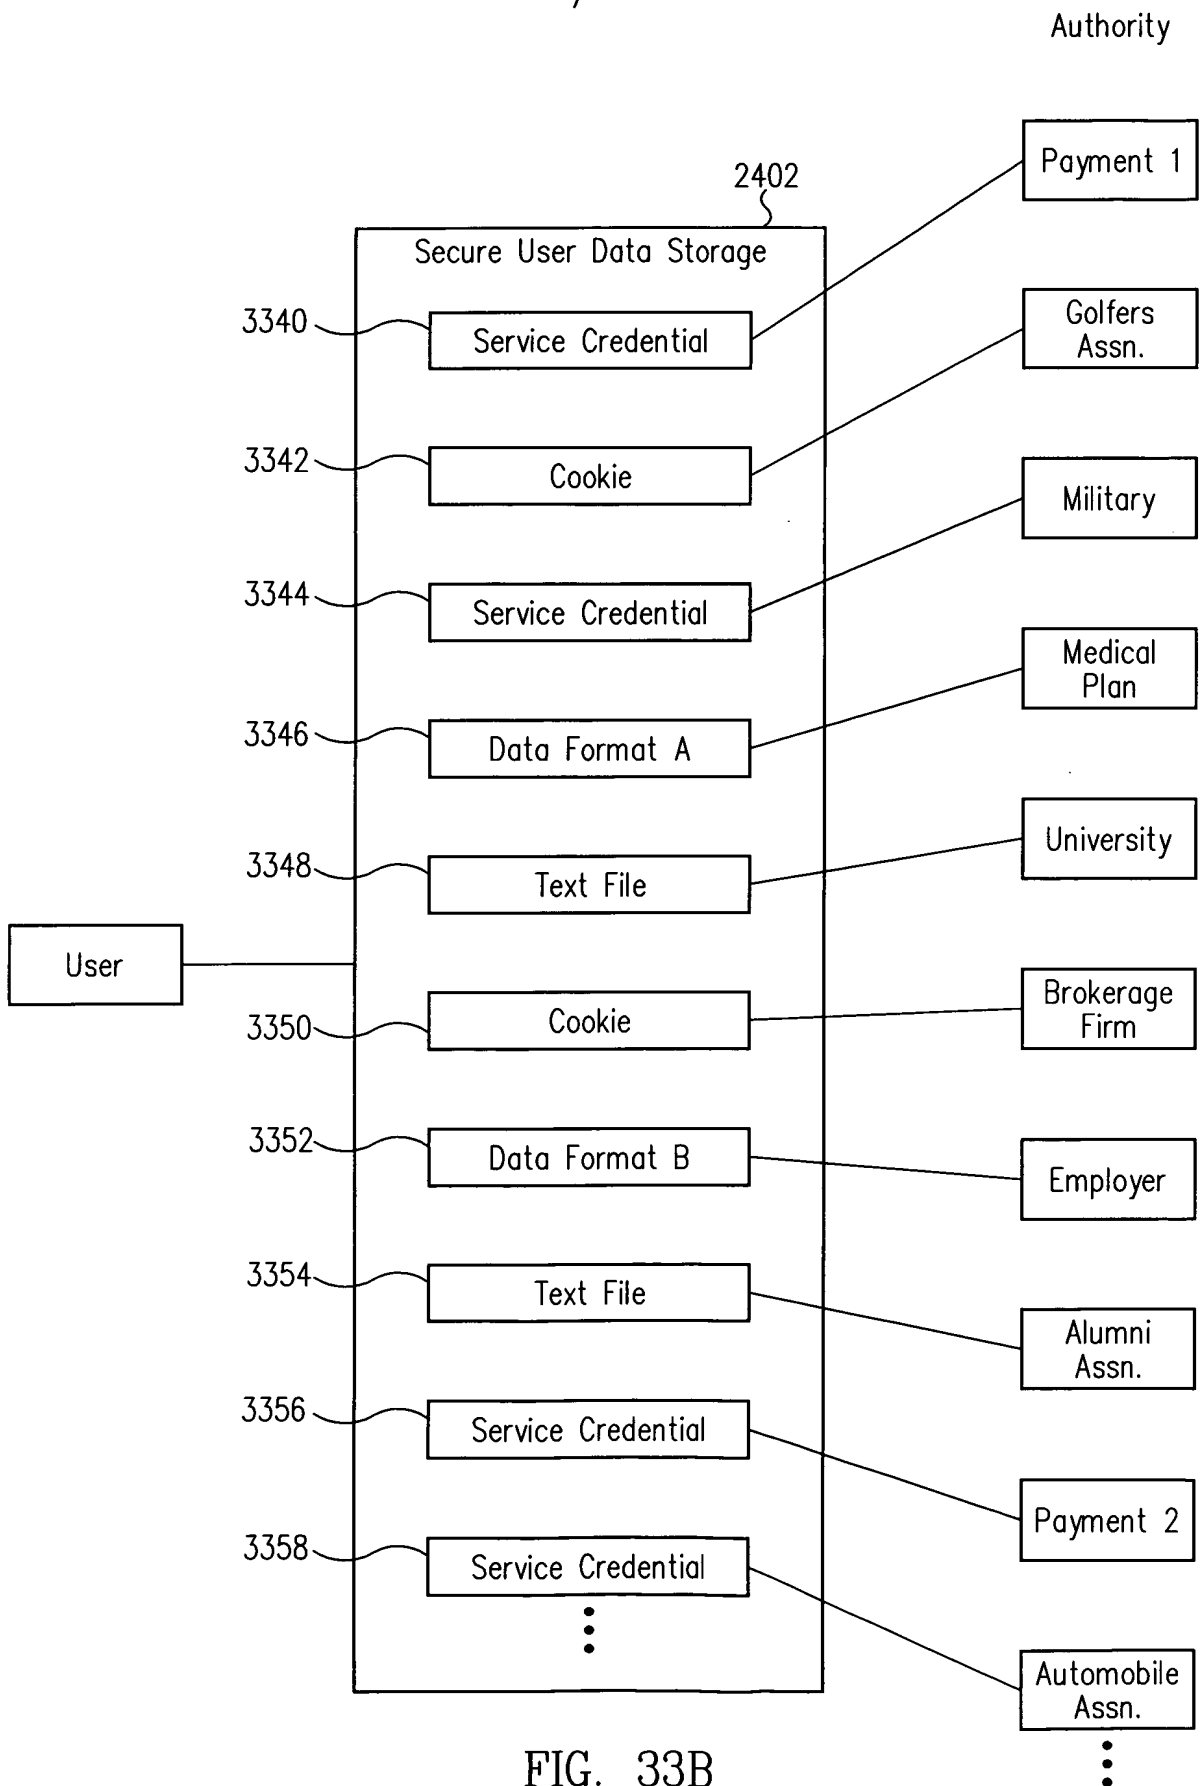 Authority
Payment 1
2402
Secure User Data Storage
3340
Service Credential
Golfers
Assn.
3342
Cookie
Military
3344
Service Credential
Medical
Plan
3346
Data Format A
University
3348
Text File
User
Brokerage
Firm
3350
Cookie
3352
Data Format B
Employer
3354
Text File
Alumni
Assn.
3356
Service Credential
Payment 2
3358
Service Credential
Automobile
Assn.
FIG. 33B